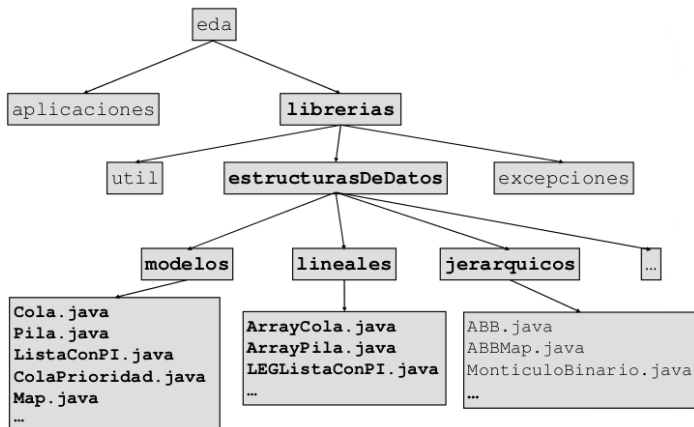 eda
aplicaciones
librerias
util
estructurasDeDatos
excepciones
modelos
lineales
jerarquicos
…
Cola.java
Pila.java
ListaConPI.java
ColaPrioridad.java
Map.java
…
ArrayCola.java
ArrayPila.java
LEGListaConPI.java
…
ABB.java
ABBMap.java
MonticuloBinario.java
…